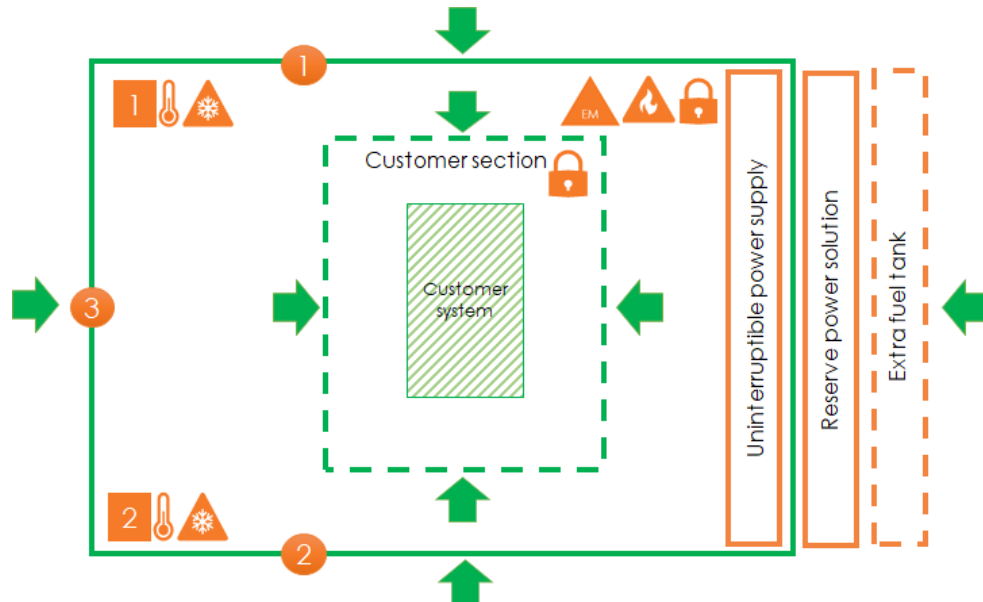 1
1
EM
Customer section
Customer
system
3
Uninterruptible power supply
Reserve power solution
Extra fuel tank
2
2